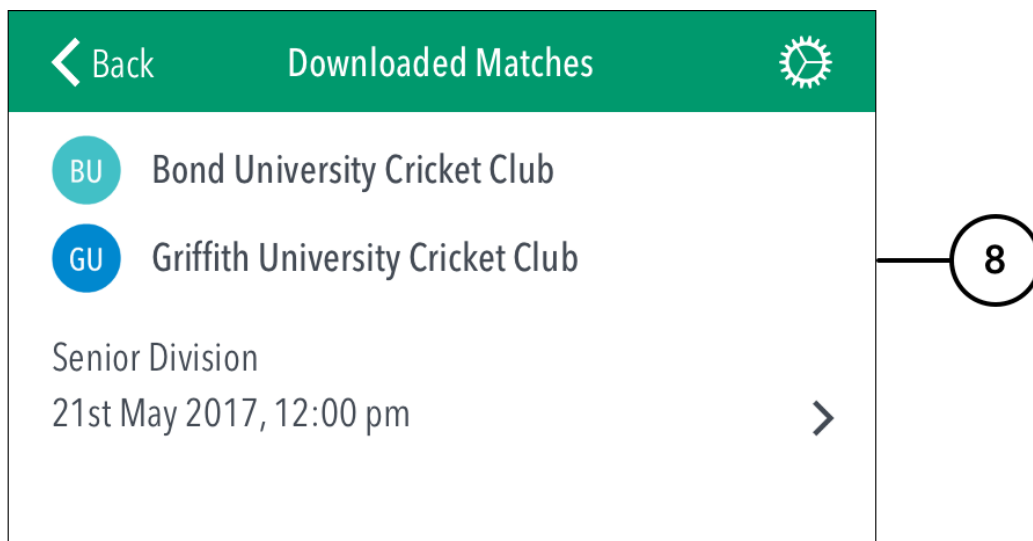 Back Downloaded Matches
BU Bond University Cricket Club
GU Griffith University Cricket Club
8
Senior Division
21st May 2017, 12:00 pm